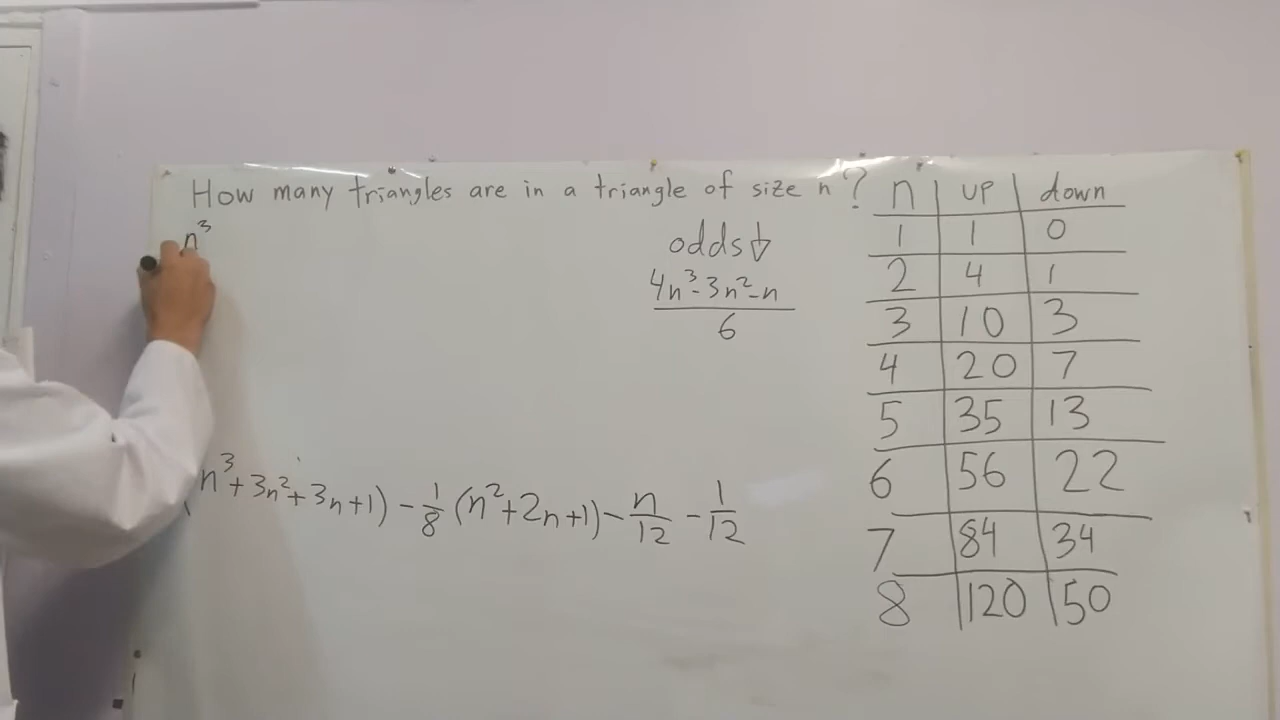 How many triangles are in a triangle of size n?
n³
odds ↓
4n³-3n²-n
6
n³+3n²+3n+1) - 1/8 (n²+2n+1) - n/12 - 1/12
n up down
1 1 0
2 4 1
3 10 3
4 20 7
5 35 13
6 56 22
7 84 34
8 120 50